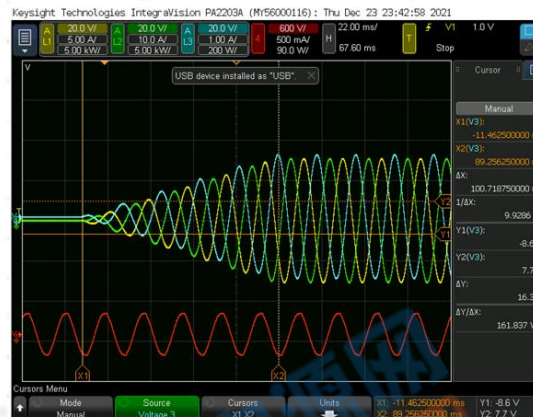 Keysight Technologies IntegraVision PA2203A (MY56000116): Thu Dec 23 23:42:58 2021
A L1 20.0 V/ 5.00 A/ 5.00 kW/ A L2 20.0 V/ 10.0 A/ 5.00 kW/ A L3 20.0 V/ 1.00 A/ 200 W/ 4 600 V/ 500 mA/ 90.0 W/ H 22.00 ms/ 67.60 ms T V1 1.0 V Stop
V
USB device installed as "USB".
Cursor
Manual
X1(V3):
-11.462500000
X2(V3):
89.256250000
ΔX:
100.718750000
1/ΔX:
9.9286
Y1(V3):
-8.6
Y2(V3):
7.7
ΔY:
16.3
ΔY/ΔX:
161.837
Y2
Y1
X1 X2
Cursors Menu
Mode Source Cursors Units X1: -11.462500000 ms Y1: -8.6 V
Manual Voltage 3 X1 X2 X2: 89.256250000 ms Y2: 7.7 V